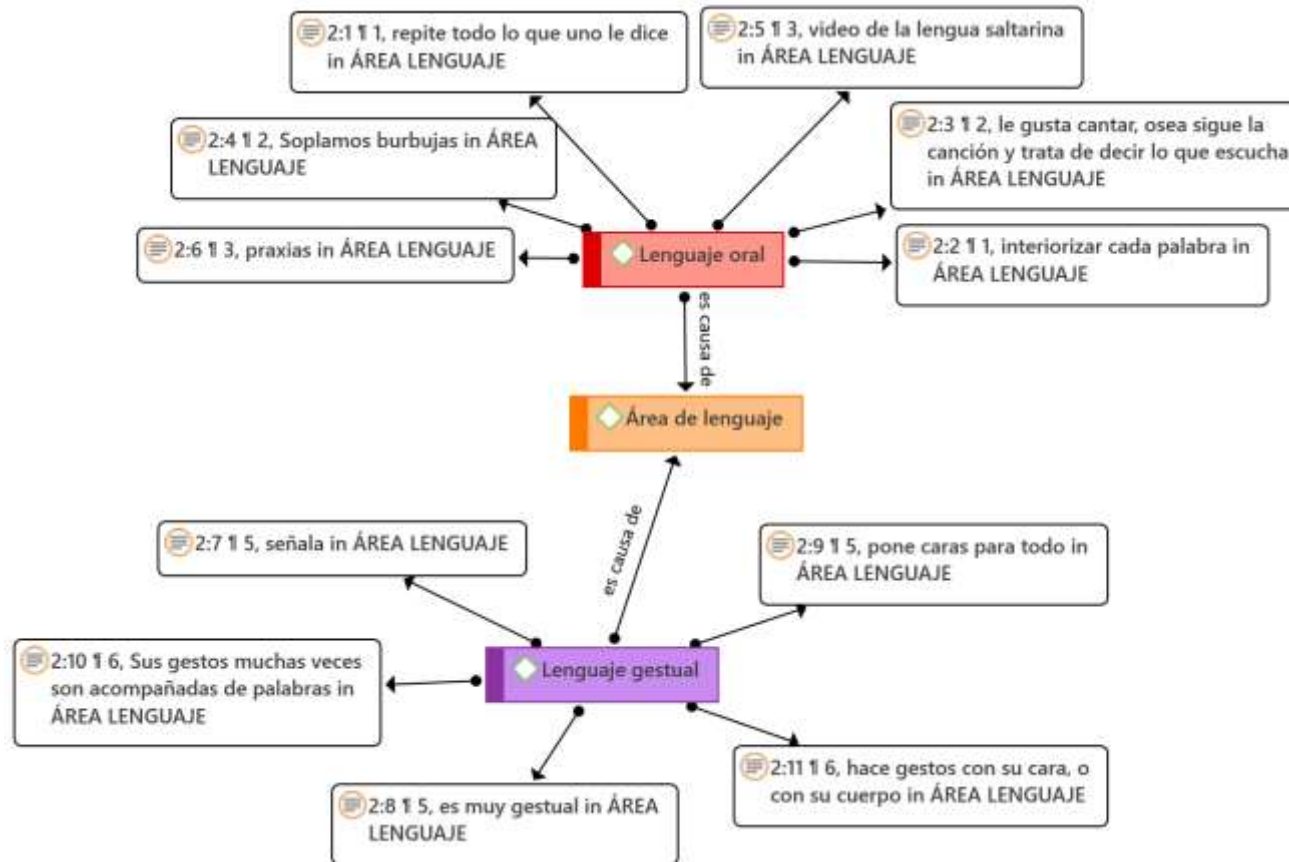 2:1 ¶ 1, repite todo lo que uno le dice
in ÁREA LENGUAJE
2:5 ¶ 3, video de la lengua saltarina
in ÁREA LENGUAJE
2:4 ¶ 2, Soplamos burbujas in ÁREA
LENGUAJE
2:3 ¶ 2, le gusta cantar, osea sigue la
canción y trata de decir lo que escucha
in ÁREA LENGUAJE
2:6 ¶ 3, praxias in ÁREA LENGUAJE
Lenguaje oral
2:2 ¶ 1, interiorizar cada palabra in
ÁREA LENGUAJE
es causa de
Área de lenguaje
es causa de
2:7 ¶ 5, señala in ÁREA LENGUAJE
2:9 ¶ 5, pone caras para todo in
ÁREA LENGUAJE
2:10 ¶ 6, Sus gestos muchas veces
son acompañadas de palabras in
ÁREA LENGUAJE
Lenguaje gestual
2:11 ¶ 6, hace gestos con su cara, o
con su cuerpo in ÁREA LENGUAJE
2:8 ¶ 5, es muy gestual in ÁREA
LENGUAJE